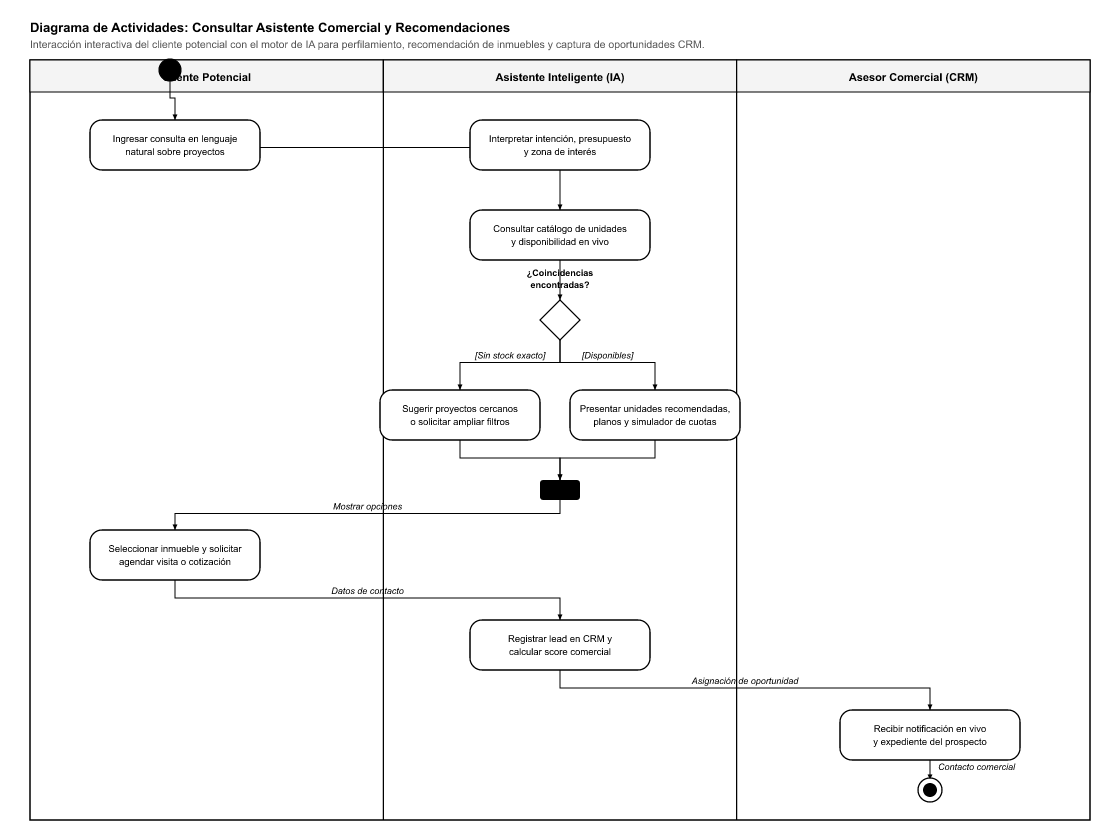 Diagrama de Actividades: Consultar Asistente Comercial y Recomendaciones
Interacción interactiva del cliente potencial con el motor de IA para perfilamiento, recomendación de inmuebles y captura de oportunidades CRM.
ente Potencial
Asistente Inteligente (IA)
Asesor Comercial (CRM)
Ingresar consulta en lenguaje
natural sobre proyectos
Interpretar intención, presupuesto
y zona de interés
Consultar catálogo de unidades
y disponibilidad en vivo
¿Coincidencias
encontradas?
[Sin stock exacto]
[Disponibles]
Sugerir proyectos cercanos
o solicitar ampliar filtros
Presentar unidades recomendadas,
planos y simulador de cuotas
Mostrar opciones
Seleccionar inmueble y solicitar
agendar visita o cotización
Datos de contacto
Registrar lead en CRM y
calcular score comercial
Asignación de oportunidad
Recibir notificación en vivo
y expediente del prospecto
Contacto comercial